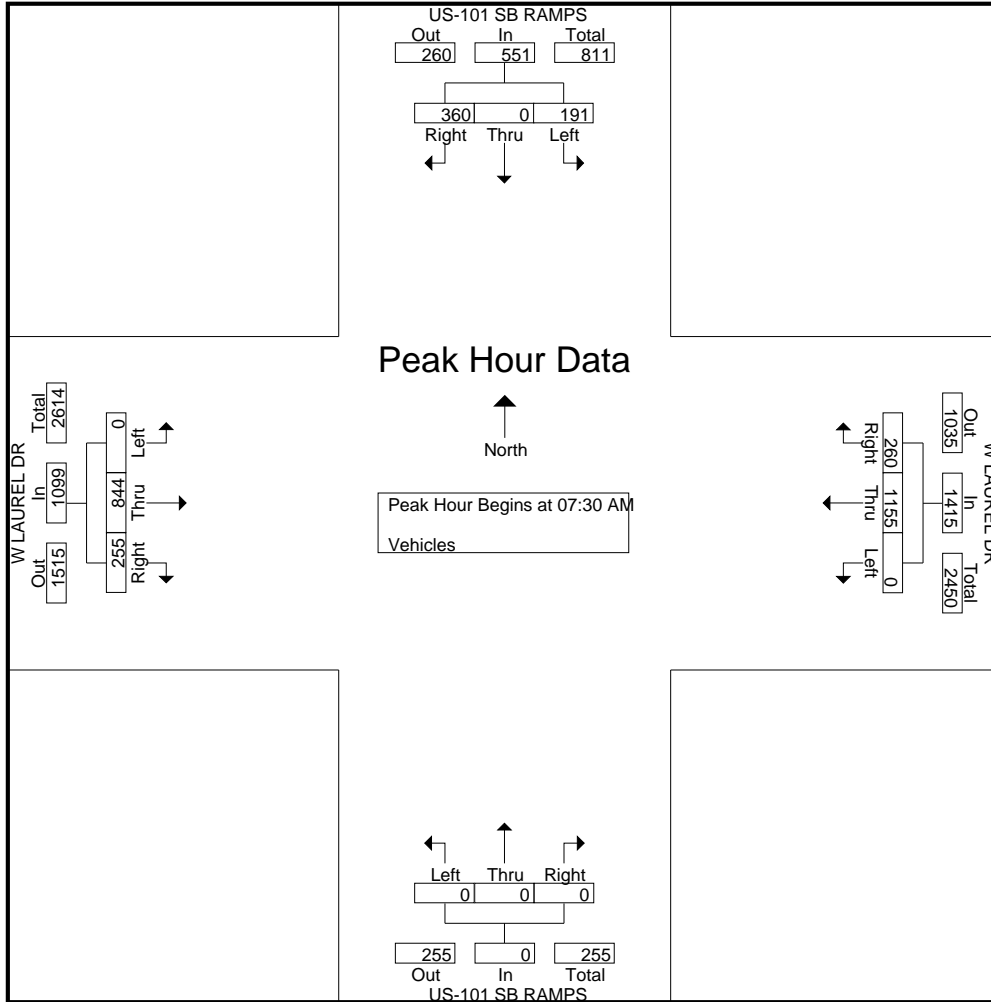 US-101 SB RAMPS
Out In Total
260 551 811
360 0 191
Right Thru Left
Peak Hour Data
North
Peak Hour Begins at 07:30 AM
Vehicles
W LAUREL DR
Out In Total
1515 1099 2614
Left Thru Right
0 844 255
W LAUREL DR
Out In Total
1035 1415 2450
Right Thru Left
260 1155 0
Left Thru Right
0 0 0
255 0 255
Out In Total
US-101 SB RAMPS